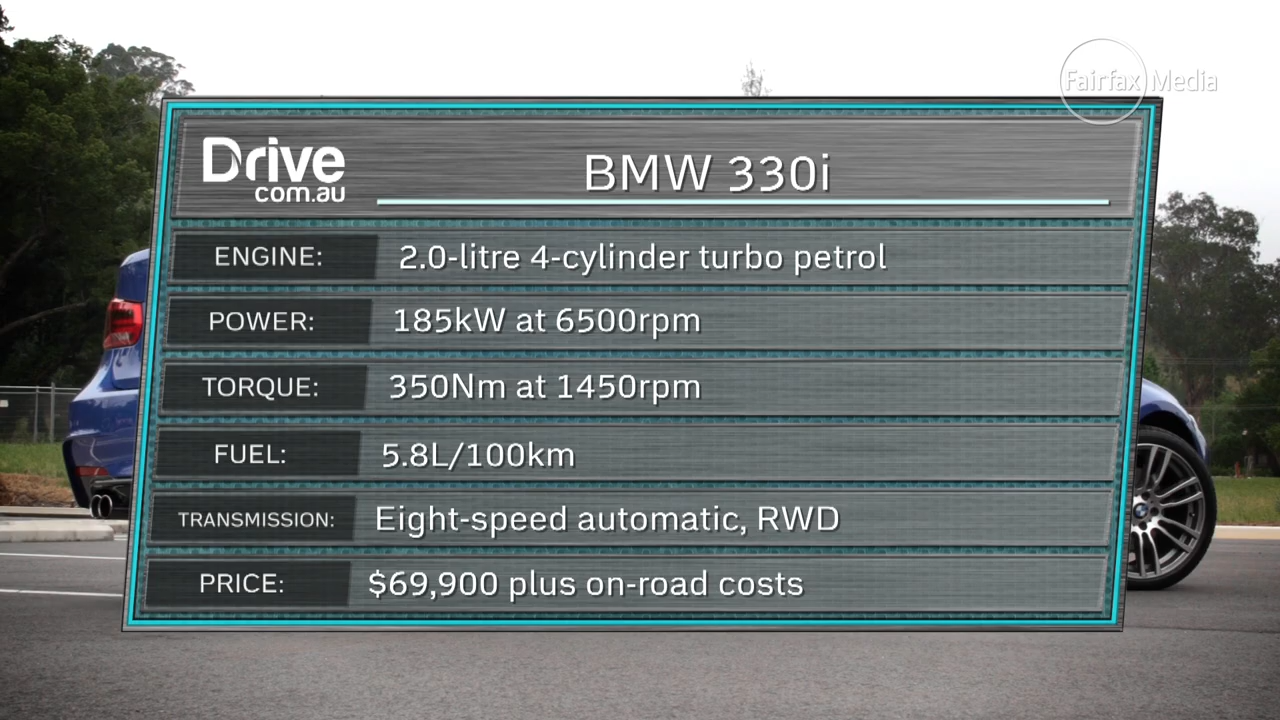 Fairfax Media
Drive
com.au
BMW 330i
ENGINE: 2.0-litre 4-cylinder turbo petrol
POWER: 185kW at 6500rpm
TORQUE: 350Nm at 1450rpm
FUEL: 5.8L/100km
TRANSMISSION: Eight-speed automatic, RWD
PRICE: $69,900 plus on-road costs